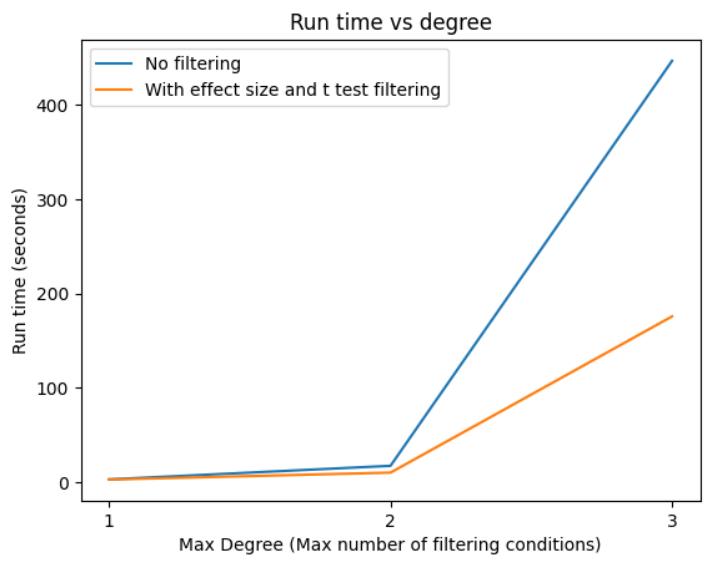 Run time vs degree
No filtering
With effect size and t test filtering
Run time (seconds)
400
300
200
100
0
1
2
3
Max Degree (Max number of filtering conditions)